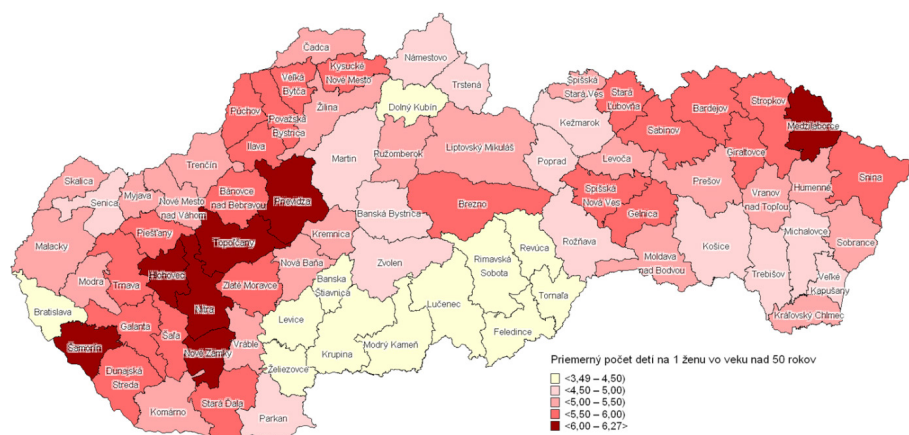 Čadca
Námestovo
Kysucké
Nové Mesto
Veľká
Bytča
Trstená
Spišská
Stará Ves
Stará
Ľubovňa
Bardejov
Stropkov
Púchov
Považská
Bystrica
Žilina
Dolný Kubín
Kežmarok
Sabinov
Medzilaborce
Ilava
Giraltovce
Martin
Ružomberok
Liptovský Mikuláš
Poprad
Levoča
Trenčín
Snina
Skalica
Myjava
Nové Mesto
nad Váhom
Bánovce
nad Bebravou
Prievidza
Spišská
Nová Ves
Prešov
Vranov
nad Topľou
Humenné
Senica
Banská Bystrica
Brezno
Gelnica
Malacky
Piešťany
Topoľčany
Kremnica
Revúca
Rožňava
Košice
Michalovce
Sobrance
Modra
Trnava
Hlohovec
Zlaté Moravce
Nová Baňa
Zvolen
Rimavská
Sobota
Moldava
nad Bodvou
Trebišov
Veľké
Kapušany
Bratislava
Nitra
Banská
Štiavnica
Lučenec
Tornaľa
Kráľovský Chlmec
Šamorín
Galanta
Šaľa
Vráble
Levice
Krupina
Modrý Kameň
Feledince
Nové Zámky
Dunajská
Streda
Želiezovce
Komárno
Stará Ďala
Parkan
Priemerný počet detí na 1 ženu vo veku nad 50 rokov
<3,49 – 4,50)
<4,50 – 5,00)
<5,00 – 5,50)
<5,50 – 6,00)
<6,00 – 6,27>